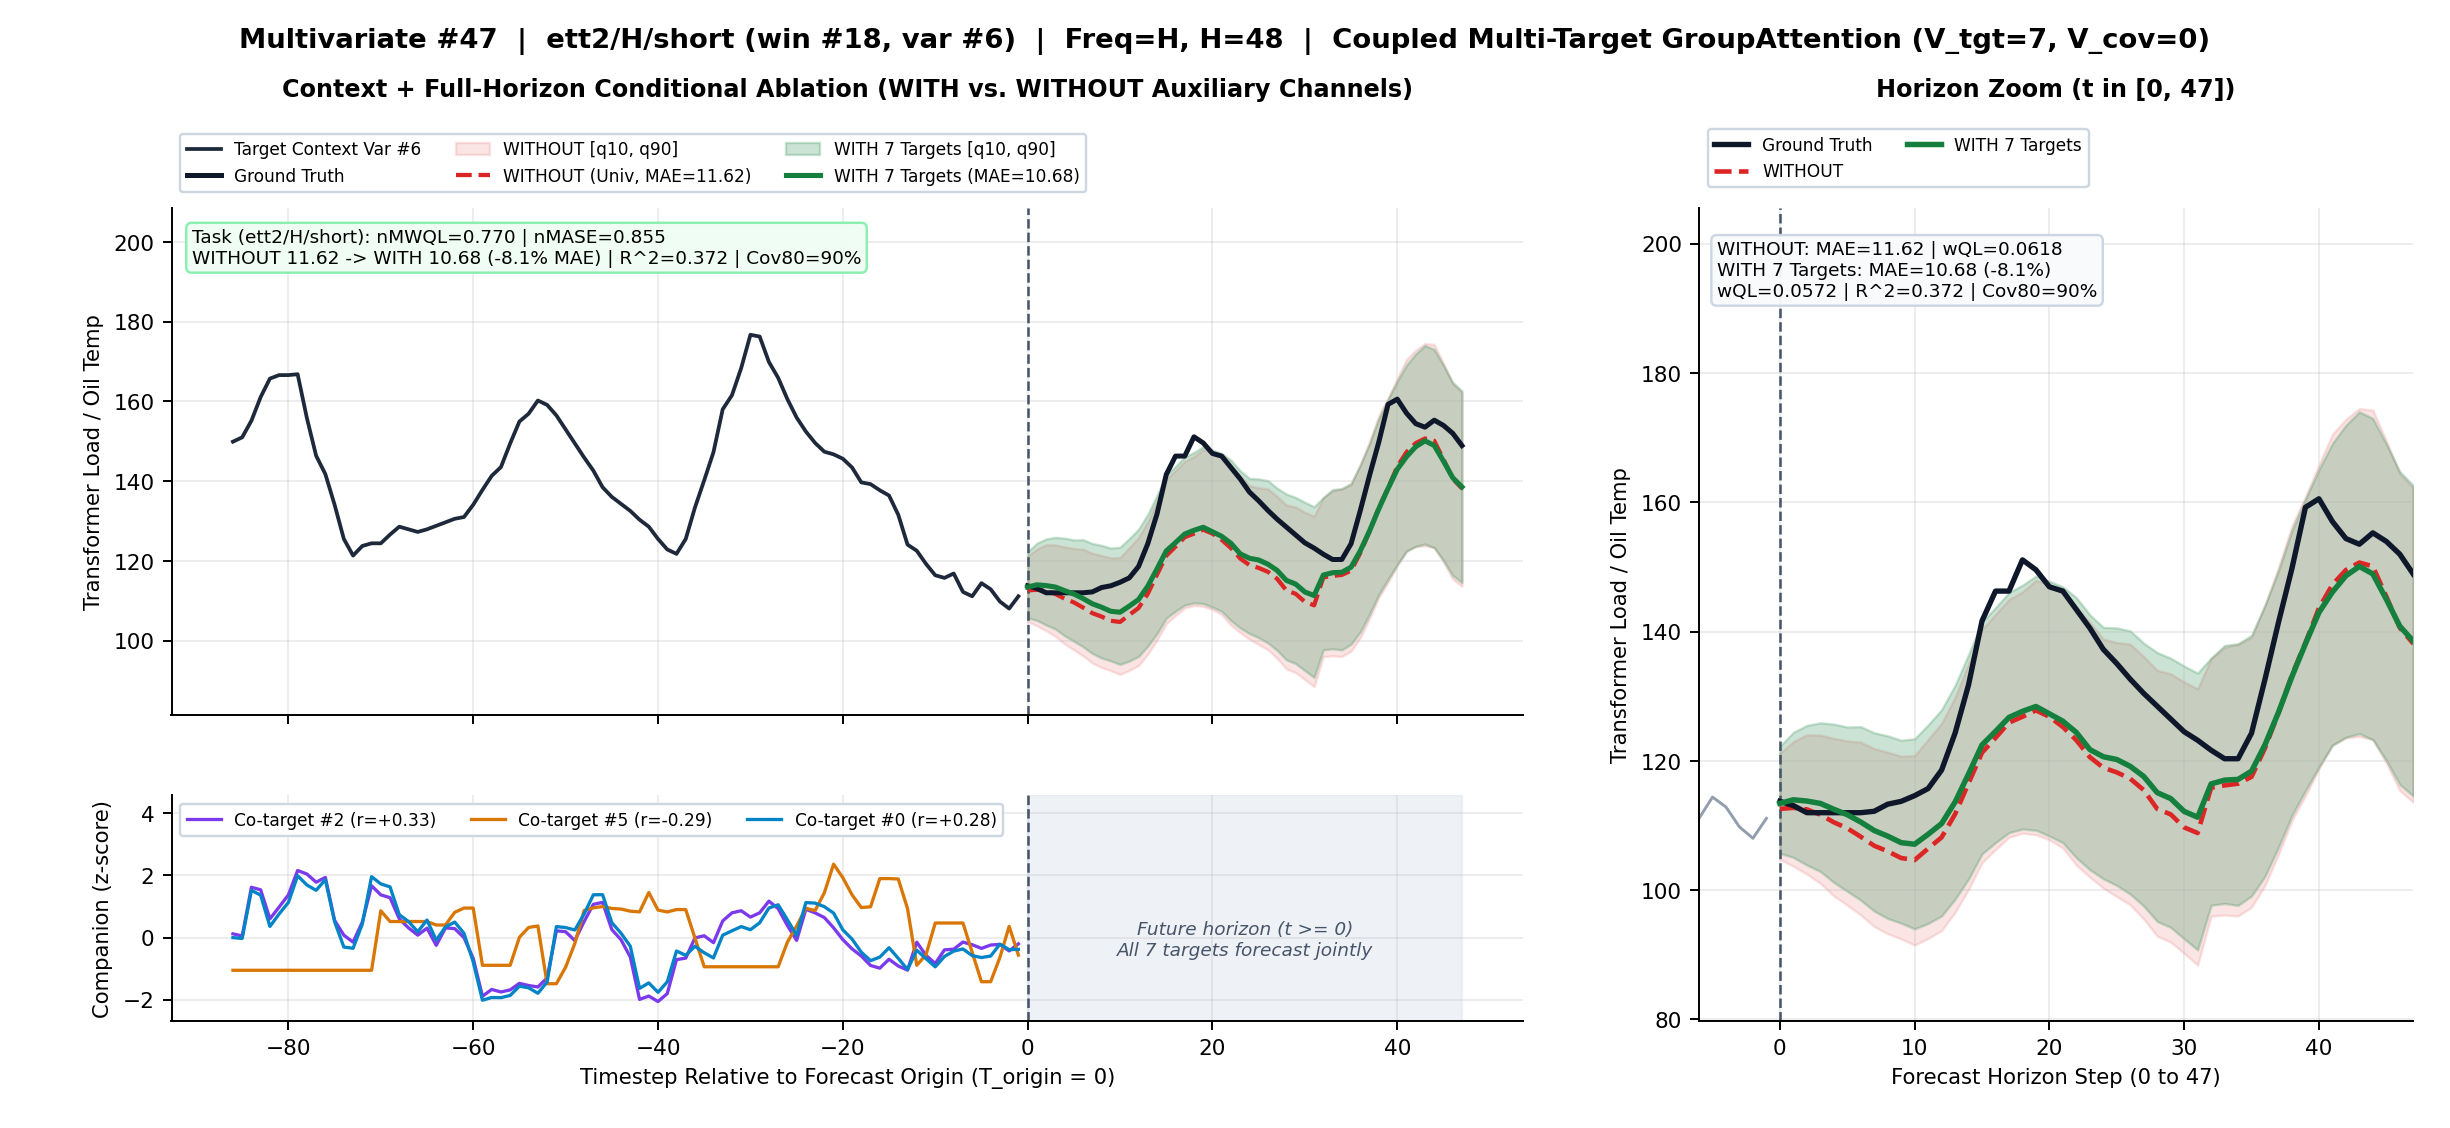 Multivariate #47 | ett2/H/short (win #18, var #6) | Freq=H, H=48 | Coupled Multi-Target GroupAttention (V_tgt=7, V_cov=0)
Context + Full-Horizon Conditional Ablation (WITH vs. WITHOUT Auxiliary Channels)
Target Context Var #6
Ground Truth
WITHOUT [q10, q90]
WITHOUT (Univ, MAE=11.62)
WITH 7 Targets [q10, q90]
WITH 7 Targets (MAE=10.68)
Task (ett2/H/short): nMWQL=0.770 | nMASE=0.855
WITHOUT 11.62 -> WITH 10.68 (-8.1% MAE) | R^2=0.372 | Cov80=90%
Transformer Load / Oil Temp
200
180
160
140
120
100
Co-target #2 (r=+0.33)
Co-target #5 (r=-0.29)
Co-target #0 (r=+0.28)
Companion (z-score)
4
2
0
−2
Future horizon (t >= 0)
All 7 targets forecast jointly
−80
−60
−40
−20
0
20
40
Timestep Relative to Forecast Origin (T_origin = 0)
Horizon Zoom (t in [0, 47])
Ground Truth
WITHOUT
WITH 7 Targets
WITHOUT: MAE=11.62 | wQL=0.0618
WITH 7 Targets: MAE=10.68 (-8.1%)
wQL=0.0572 | R^2=0.372 | Cov80=90%
Transformer Load / Oil Temp
200
180
160
140
120
100
80
0
10
20
30
40
Forecast Horizon Step (0 to 47)